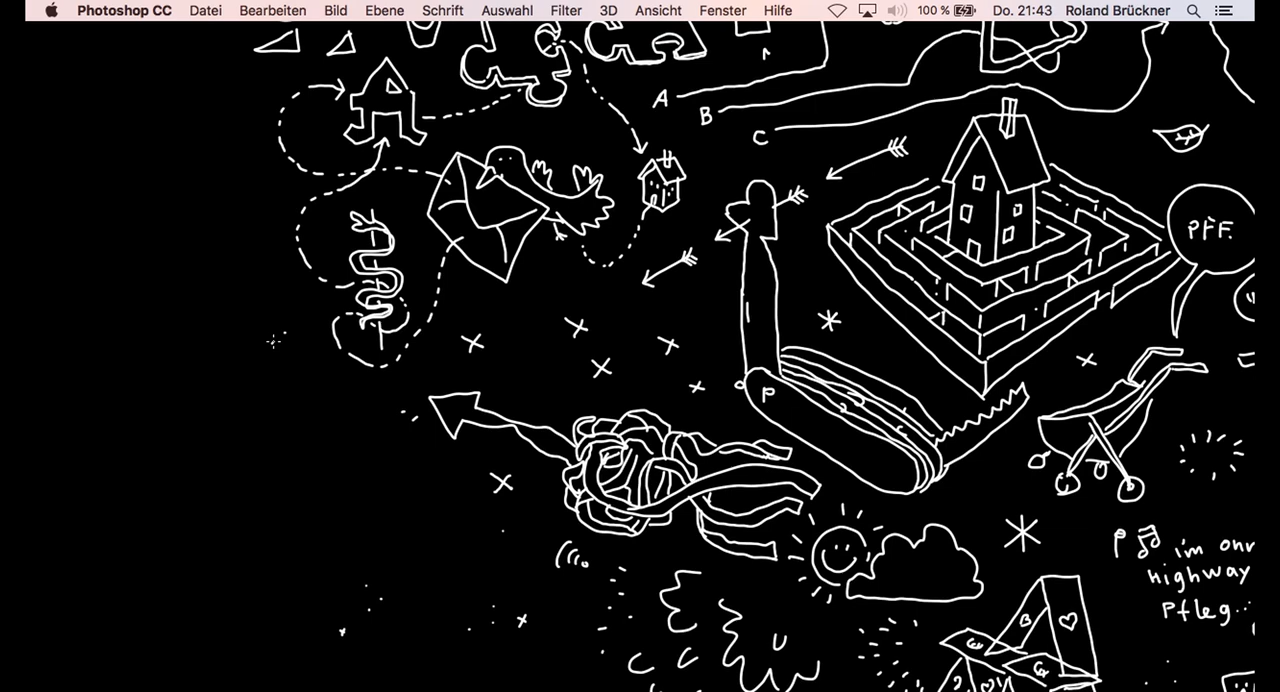 Photoshop CC Datei Bearbeiten Bild Ebene Schrift Auswahl Filter 3D Ansicht Fenster Hilfe 100 % Do. 21:43 Roland Brückner
A
B
C
PFF.
P
i'm on
highway
Pfleg..
B